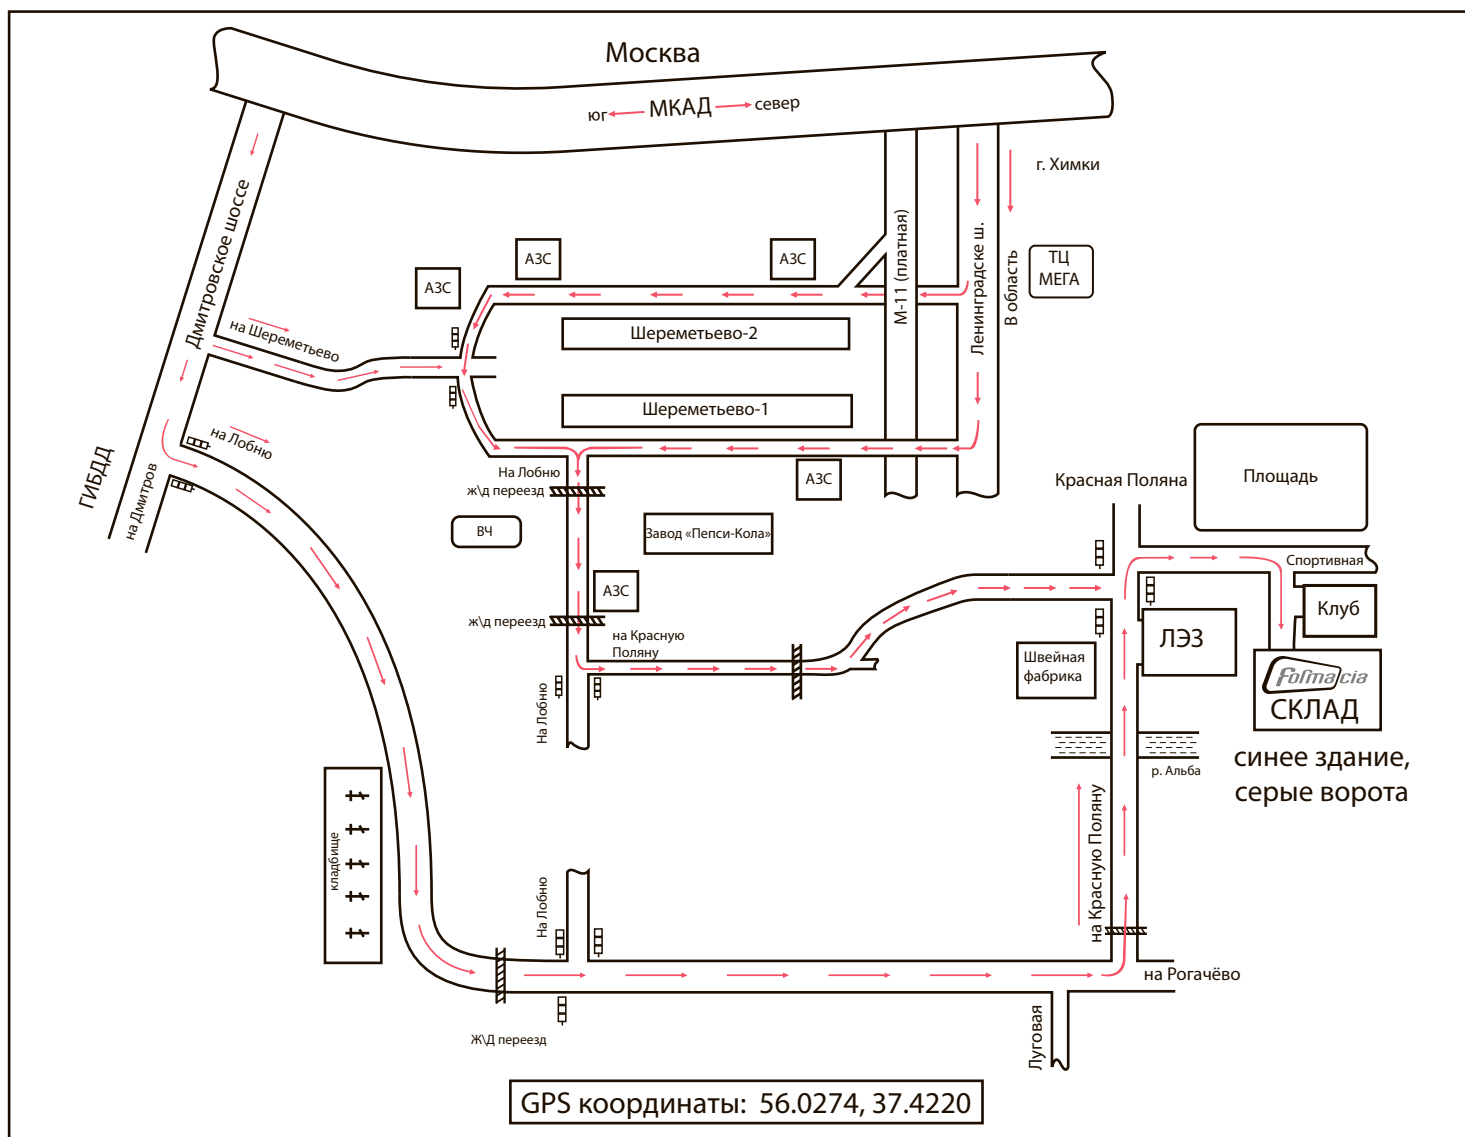 Москва
юг
МКАД
север
г. Химки
Дмитровское шоссе
М-11 (платная)
Ленинградске ш.
В область
ТЦ
МЕГА
АЗС
АЗС
АЗС
на Шереметьево
Шереметьево-2
Шереметьево-1
на Лобню
ГИБДД
на Дмитров
На Лобню
ж\д переезд
АЗС
Красная Поляна
Площадь
ВЧ
Завод «Пепси-Кола»
Спортивная
АЗС
Клуб
ж\д переезд
на Красную
Поляну
ЛЭЗ
Швейная
фабрика
Formacia
СКЛАД
На Лобню
р. Альба
синее здание,
серые ворота
кладбище
На Лобню
на Красную Поляну
на Рогачёво
Ж\Д переезд
Луговая
GPS координаты: 56.0274, 37.4220